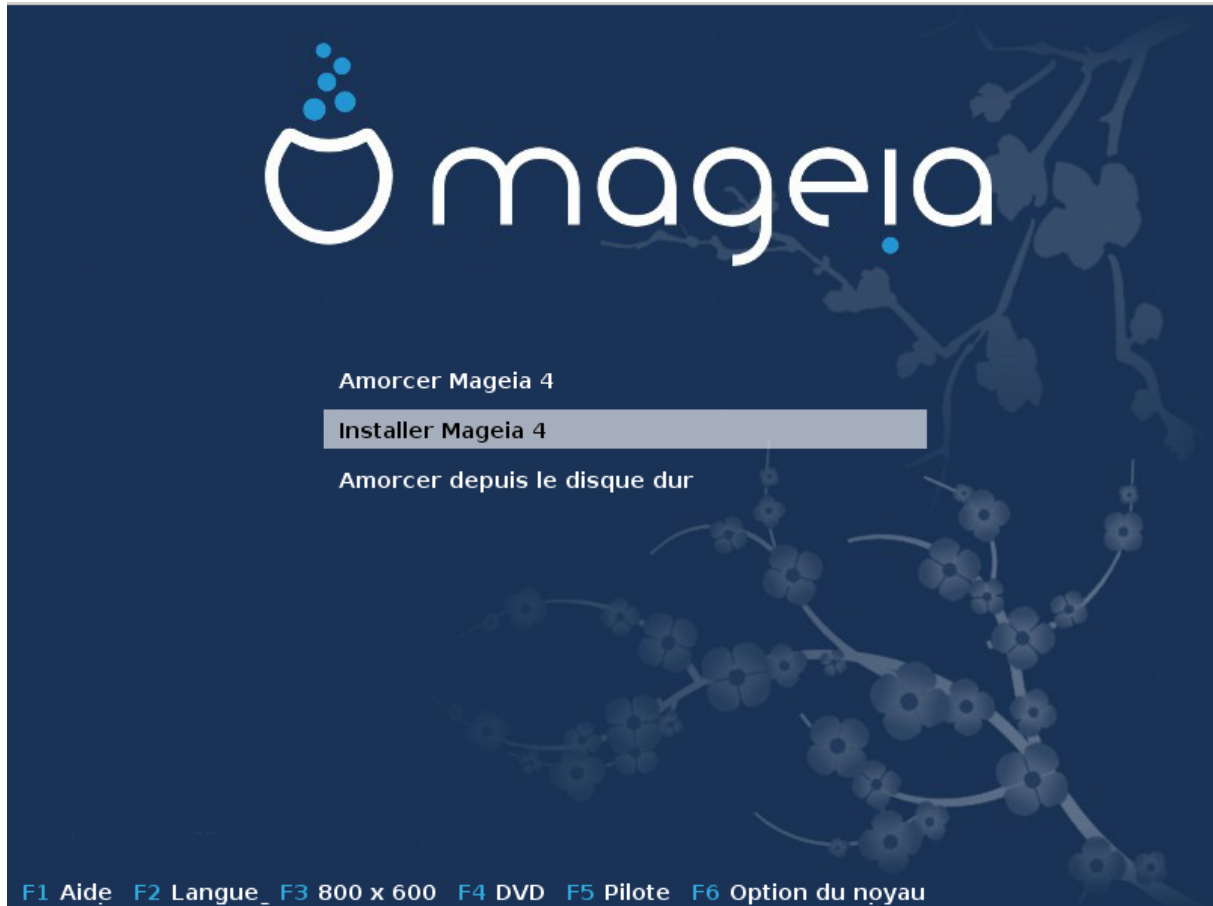 mageia
Amorcer Mageia 4
Installer Mageia 4
Amorcer depuis le disque dur
F1 Aide F2 Langue_ F3 800 x 600 F4 DVD F5 Pilote F6 Option du noyau